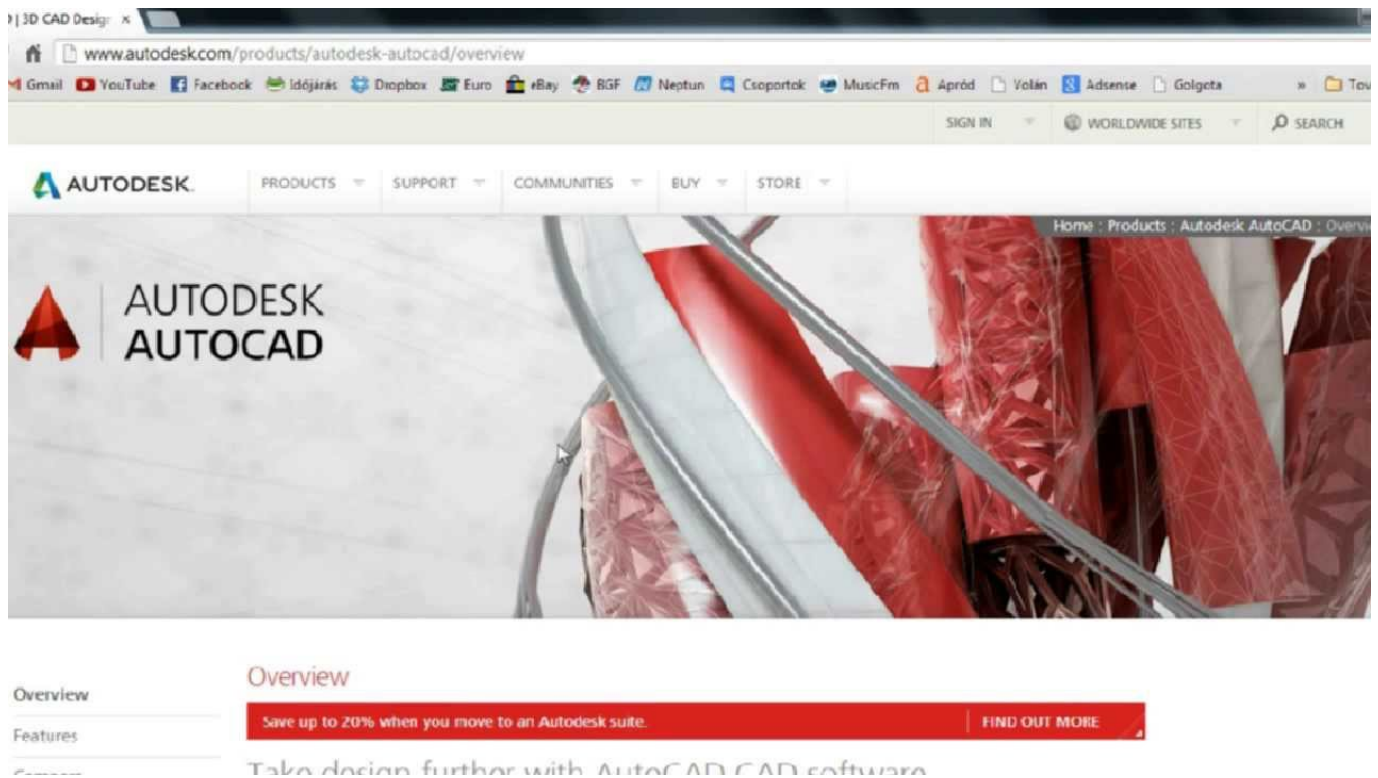 | 3D CAD Design
www.autodesk.com/products/autodesk-autocad/overview
Gmail YouTube Facebook Időjárás Dropbox Euro eBay BGF Neptun Csoportok MusicFm Apród Volán Adsense Golgota » Tov
SIGN IN WORLDWIDE SITES SEARCH
AUTODESK. PRODUCTS SUPPORT COMMUNITIES BUY STORE
Home : Products : Autodesk AutoCAD : Overvi
AUTODESK
AUTOCAD
Overview
Overview
Save up to 20% when you move to an Autodesk suite. FIND OUT MORE
Features
Take design further with AutoCAD CAD software